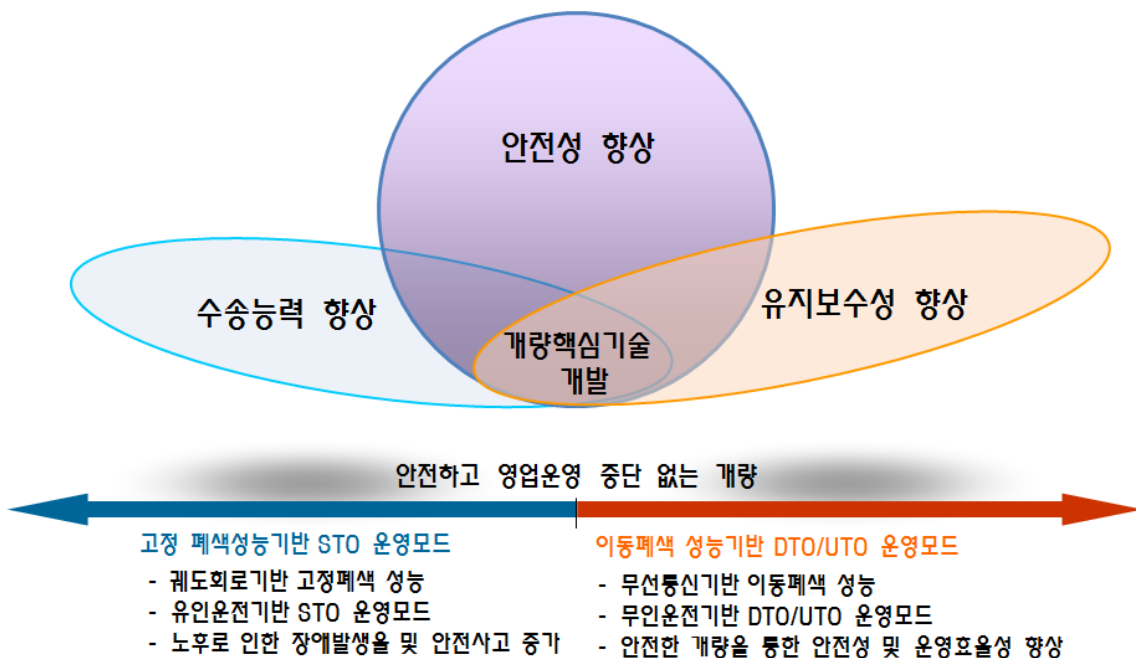 안전성 향상
수송능력 향상
유지보수성 향상
개량핵심기술
개발
안전하고 영업운영 중단 없는 개량
고정 폐색성능기반 STO 운영모드
- 궤도회로기반 고정폐색 성능
- 유인운전기반 STO 운영모드
- 노후로 인한 장애발생율 및 안전사고 증가
이동폐색 성능기반 DTO/UTO 운영모드
- 무선통신기반 이동폐색 성능
- 무인운전기반 DTO/UTO 운영모드
- 안전한 개량을 통한 안전성 및 운영효율성 향상